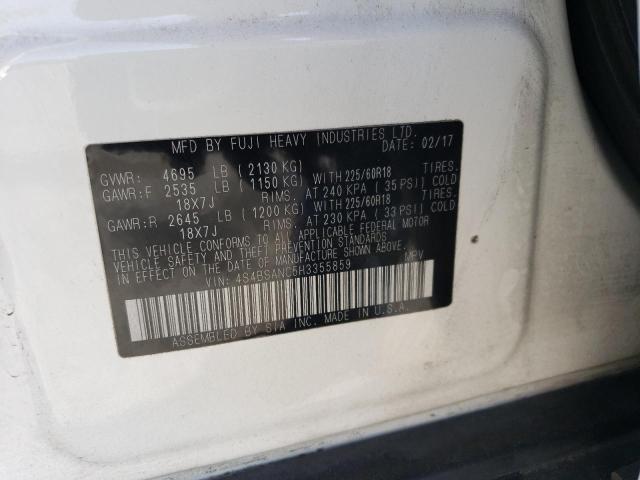 MFD BY FUJI HEAVY INDUSTRIES LTD.
DATE: 02/17
GVWR: 4695 LB ( 2130 KG)
GAWR:F 2535 LB ( 1150 KG) WITH 225/60R18 TIRES.
18X7J RIMS. AT 240 KPA ( 35 PSI) COLD
GAWR:R 2645 LB ( 1200 KG) WITH 225/60R18 TIRES.
18X7J RIMS. AT 230 KPA ( 33 PSI) COLD
THIS VEHICLE CONFORMS TO ALL APPLICABLE FEDERAL MOTOR
VEHICLE SAFETY AND THEFT PREVENTION STANDARDS
IN EFFECT ON THE DATE OF MANUFACTURE SHOWN ABOVE.
VIN: 4S4BSANC5H3355859 MPV
ASSEMBLED BY SIA INC. MADE IN U.S.A.